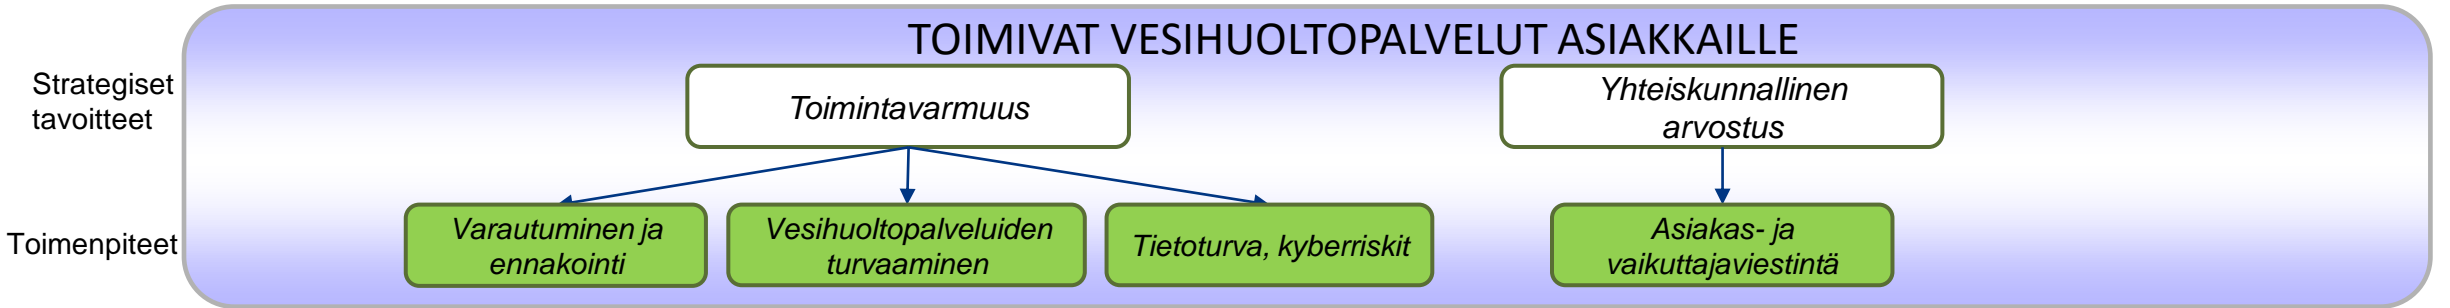 TOIMIVAT VESIHUOLTOPALVELUT ASIAKKAILLE
Strategiset
tavoitteet
Toimintavarmuus
Yhteiskunnallinen
arvostus
Toimenpiteet
Varautuminen ja
ennakointi
Vesihuoltopalveluiden
turvaaminen
Tietoturva, kyberriskit
Asiakas- ja
vaikuttajaviestintä